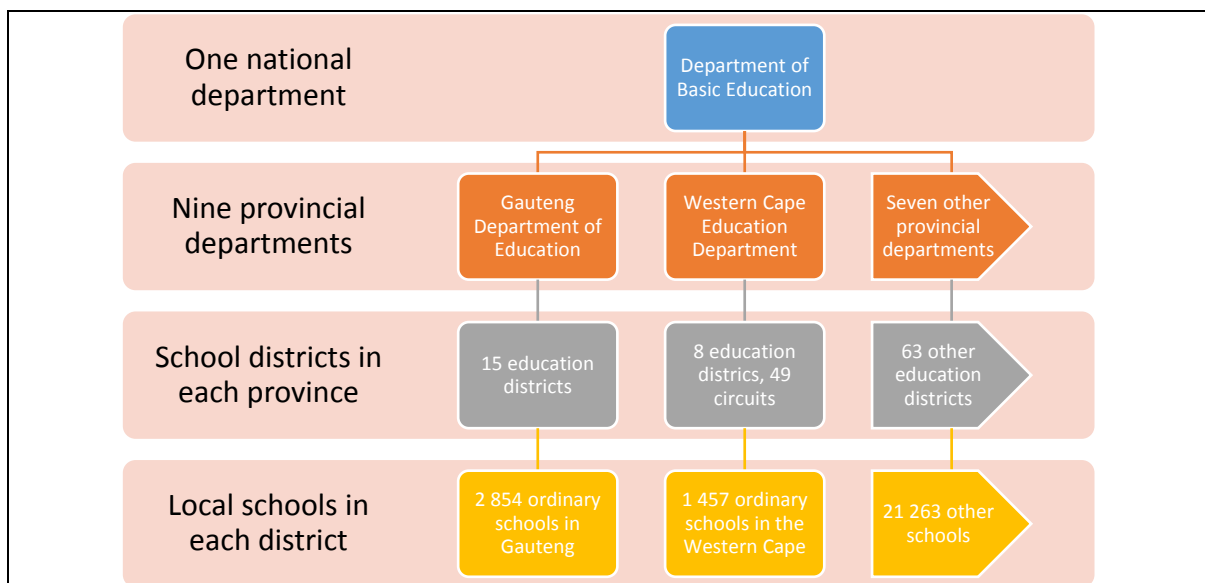 One national
department
Department of
Basic Education
Nine provincial
departments
Gauteng
Department of
Education
Western Cape
Education
Department
Seven other
provincial
departments
School districts in
each province
15 education
districts
8 education
districs, 49
circuits
63 other
education
districts
Local schools in
each district
2 854 ordinary
schools in
Gauteng
1 457 ordinary
schools in the
Western Cape
21 263 other
schools